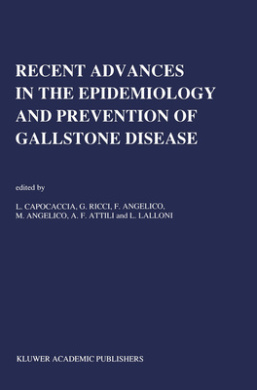 RECENT ADVANCES
IN THE EPIDEMIOLOGY
AND PREVENTION OF
GALLSTONE DISEASE
edited by
L. CAPOCACCIA, G. RICCI, F. ANGELICO,
M. ANGELICO, A. F. ATTILI and L. LALLONI
KLUWER ACADEMIC PUBLISHERS